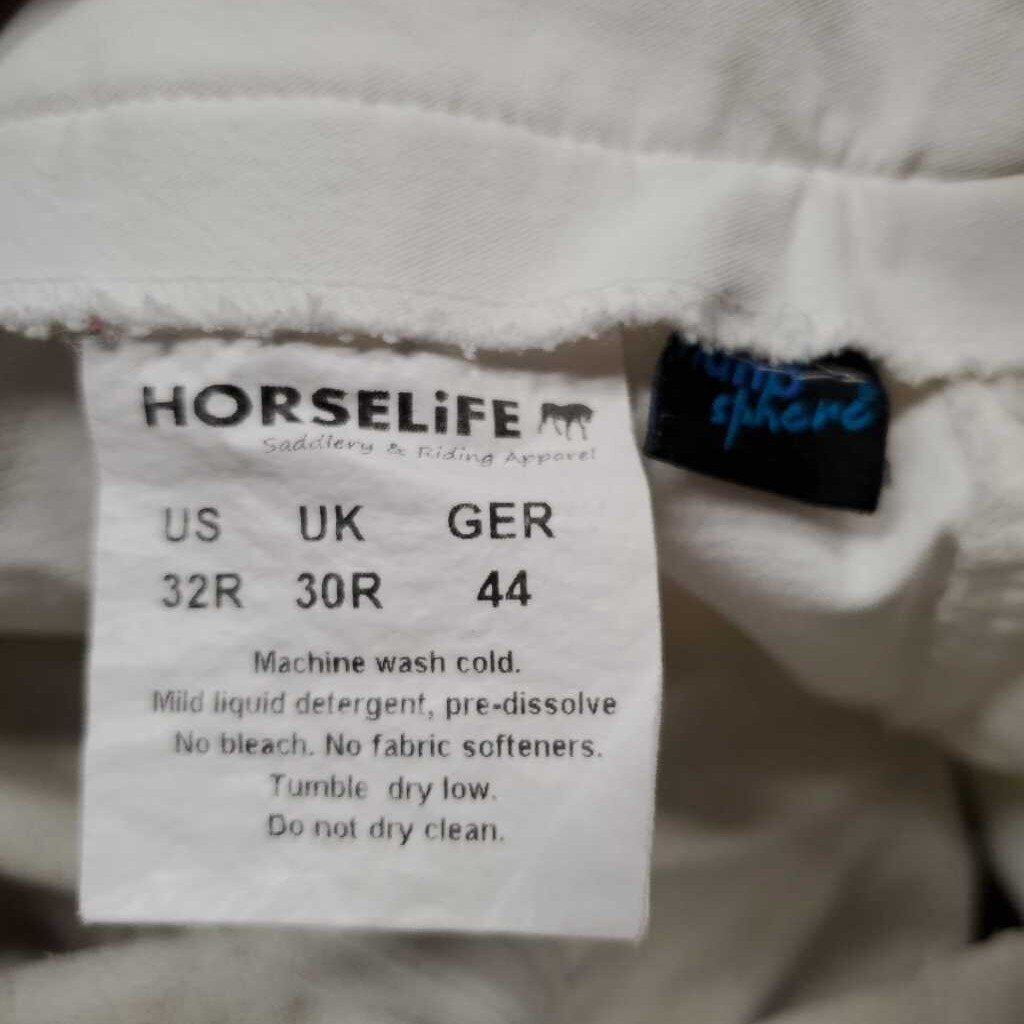 HORSELiFE
Saddlery & Riding Apparel
US UK GER
32R 30R 44
Machine wash cold.
Mild liquid detergent, pre-dissolve
No bleach. No fabric softeners.
Tumble dry low.
Do not dry clean.
sphere